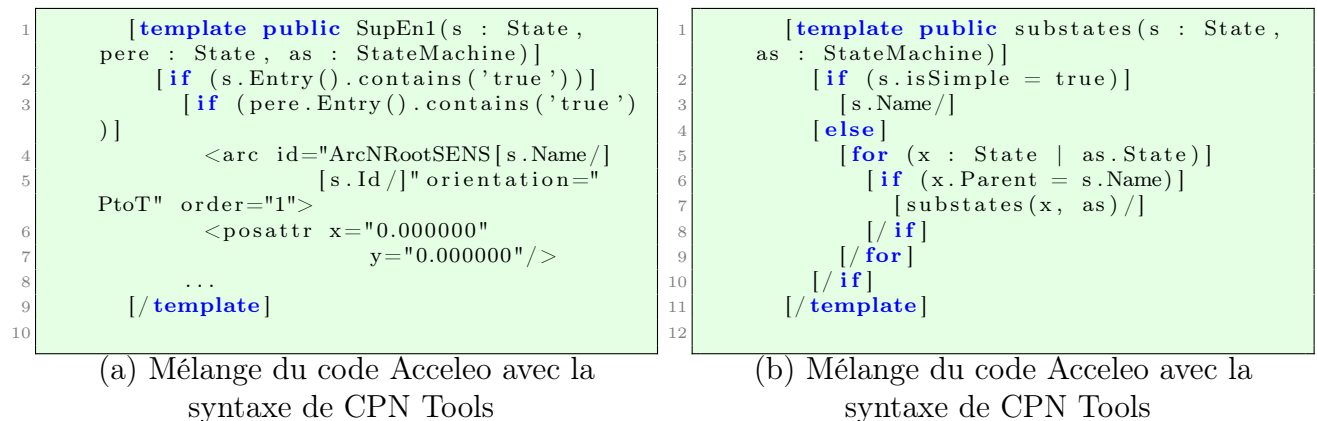 1 [template public SupEn1(s : State,
pere : State, as : StateMachine)]
2 [if (s.Entry().contains('true'))]
3 [if (pere.Entry().contains('true')
)]
4 <arc id="ArcNRootSENS[s.Name/]
5 [s.Id/]" orientation="
PtoT" order="1">
6 <posattr x="0.000000"
7 y="0.000000"/>
8 ...
9 [/template]
10
(a) Mélange du code Acceleo avec la
syntaxe de CPN Tools
1 [template public substates(s : State,
as : StateMachine)]
2 [if (s.isSimple = true)]
3 [s.Name/]
4 [else]
5 [for (x : State | as.State)]
6 [if (x.Parent = s.Name)]
7 [substates(x, as)/]
8 [/if]
9 [/for]
10 [/if]
11 [/template]
12
(b) Mélange du code Acceleo avec la
syntaxe de CPN Tools